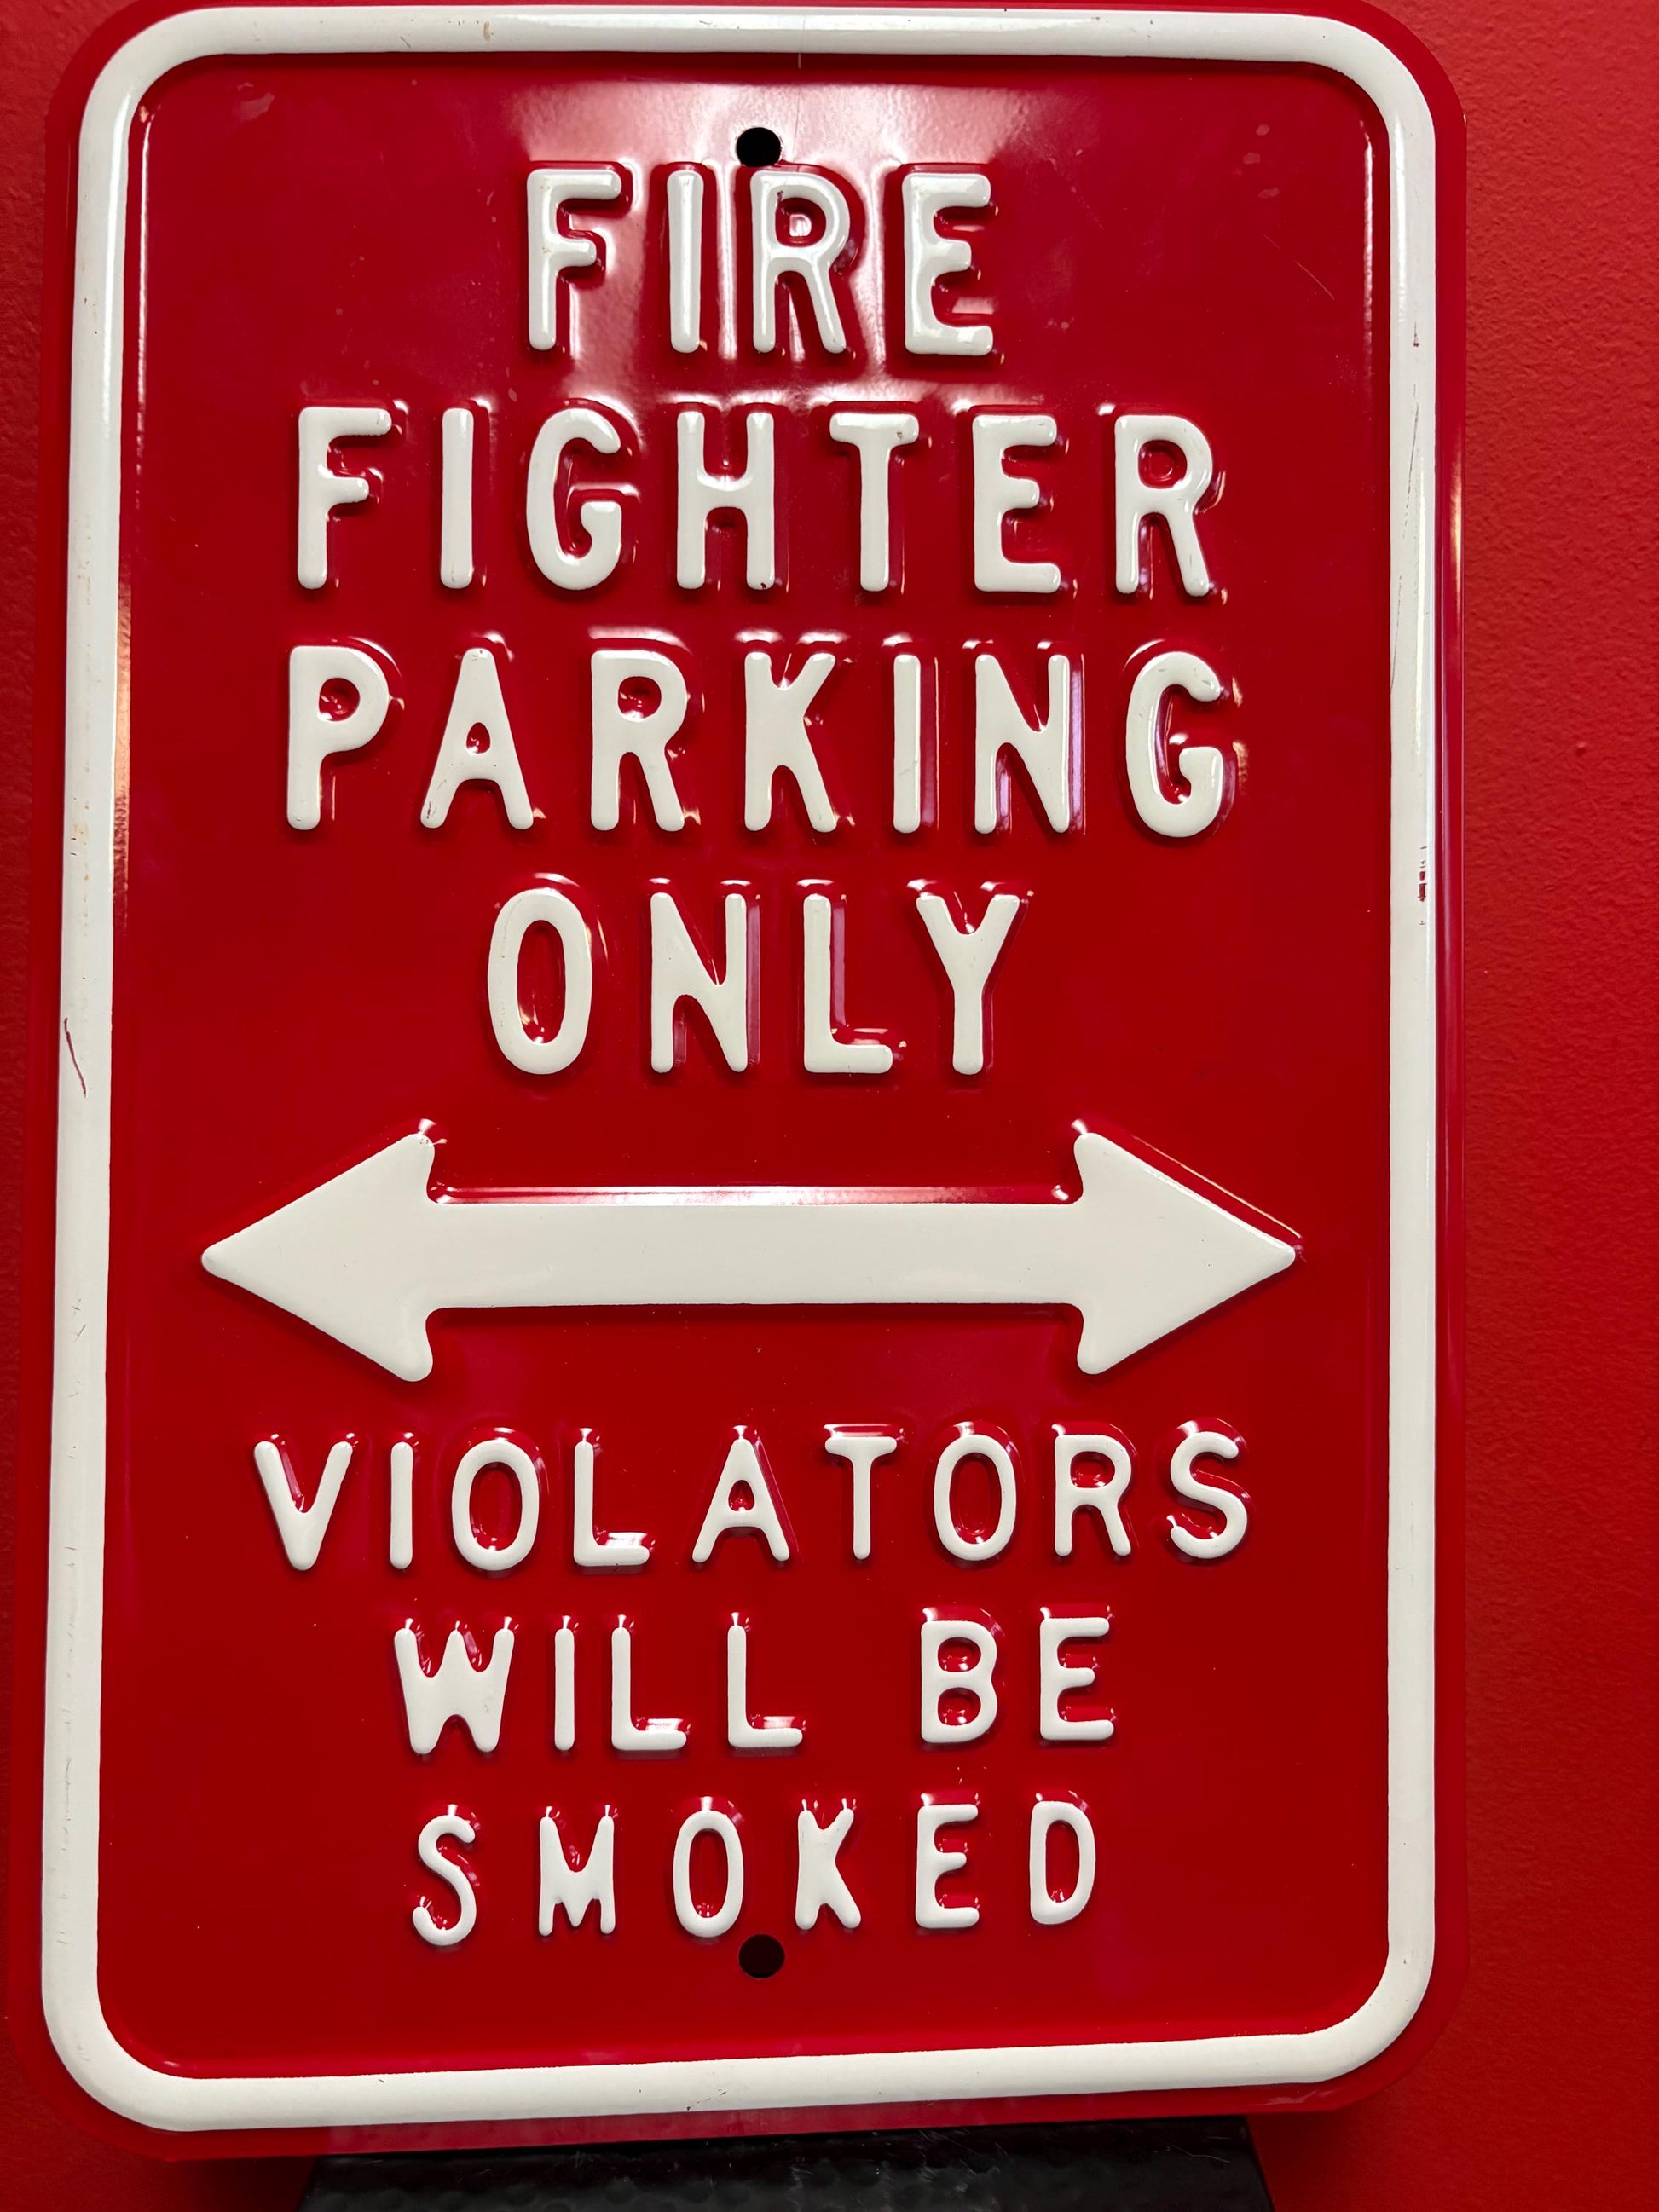 FIRE
FIGHTER
PARKING
ONLY
VIOLATORS
WILL BE
SMOKED